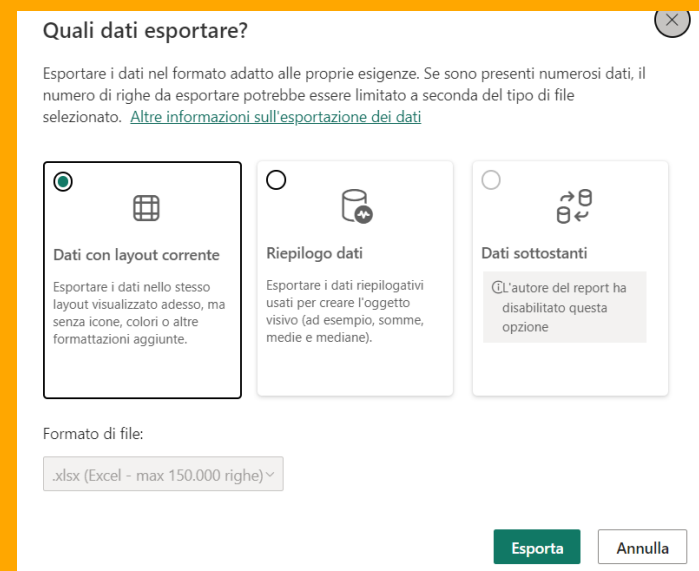 Quali dati esportare?
Esportare i dati nel formato adatto alle proprie esigenze. Se sono presenti numerosi dati, il
numero di righe da esportare potrebbe essere limitato a seconda del tipo di file
selezionato. Altre informazioni sull'esportazione dei dati
Dati con layout corrente
Esportare i dati nello stesso
layout visualizzato adesso, ma
senza icone, colori o altre
formattazioni aggiunte.
Riepilogo dati
Esportare i dati riepilogativi
usati per creare l'oggetto
visivo (ad esempio, somme,
medie e mediane).
Dati sottostanti
L'autore del report ha
disabilitato questa
opzione
Formato di file:
.xlsx (Excel - max 150.000 righe)
Esporta
Annulla